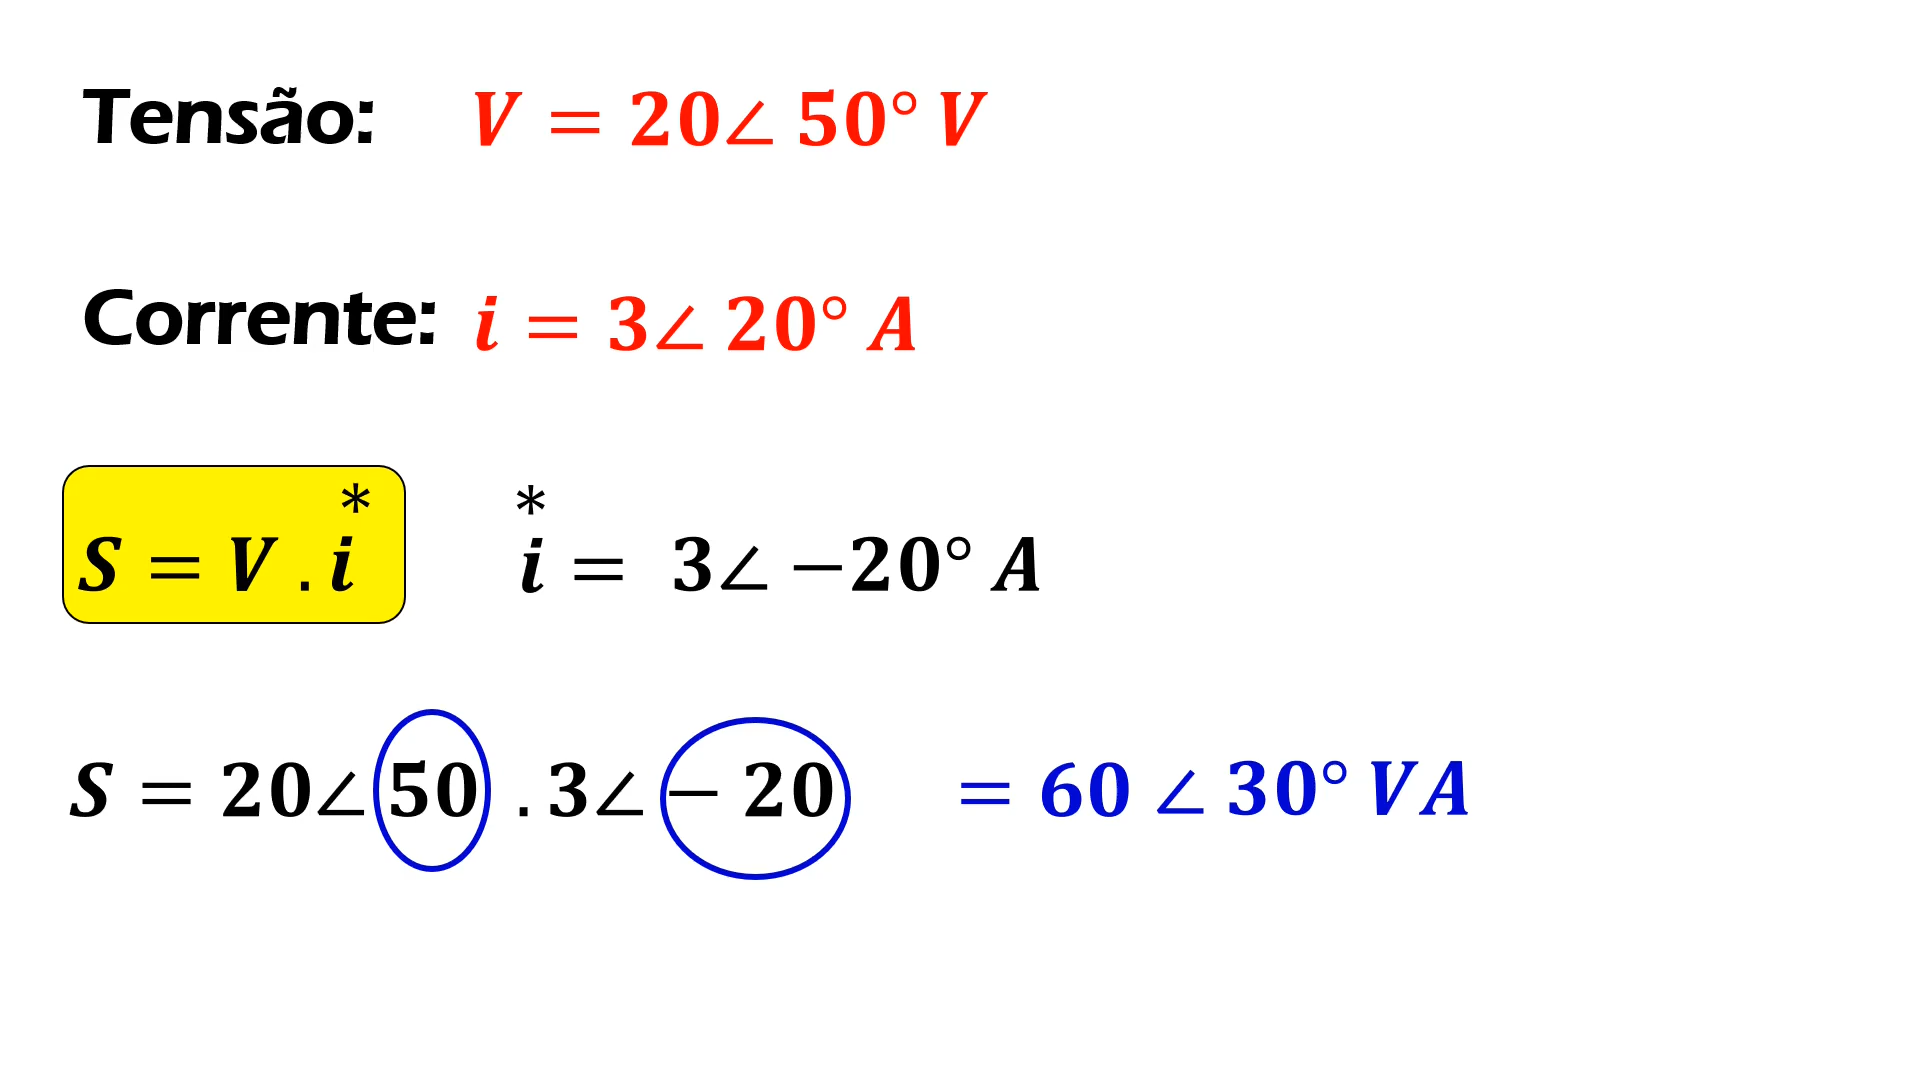 Tensão: V = 20∠ 50° V
Corrente: i = 3∠ 20° A
* *
S = V . i i = 3∠ −20° A
S = 20∠ 50 . 3∠ − 20 = 60 ∠ 30° VA